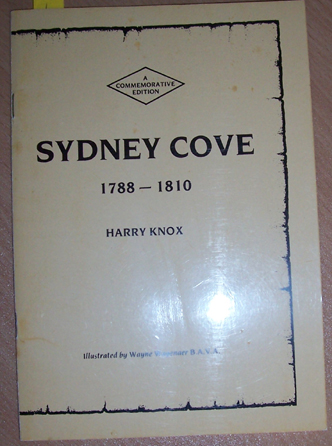 A
COMMEMORATIVE
EDITION
SYDNEY COVE
1788 — 1810
HARRY KNOX
Illustrated by Wayne